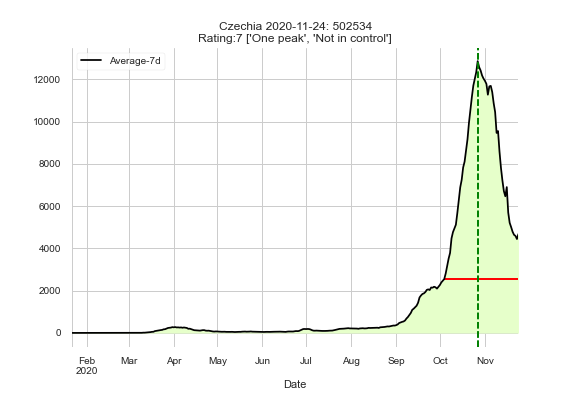 Czechia 2020-11-24: 502534
Rating:7 ['One peak', 'Not in control']
Average-7d
12000
10000
8000
6000
4000
2000
0
Feb Mar Apr May Jun Jul Aug Sep Oct Nov
2020
Date